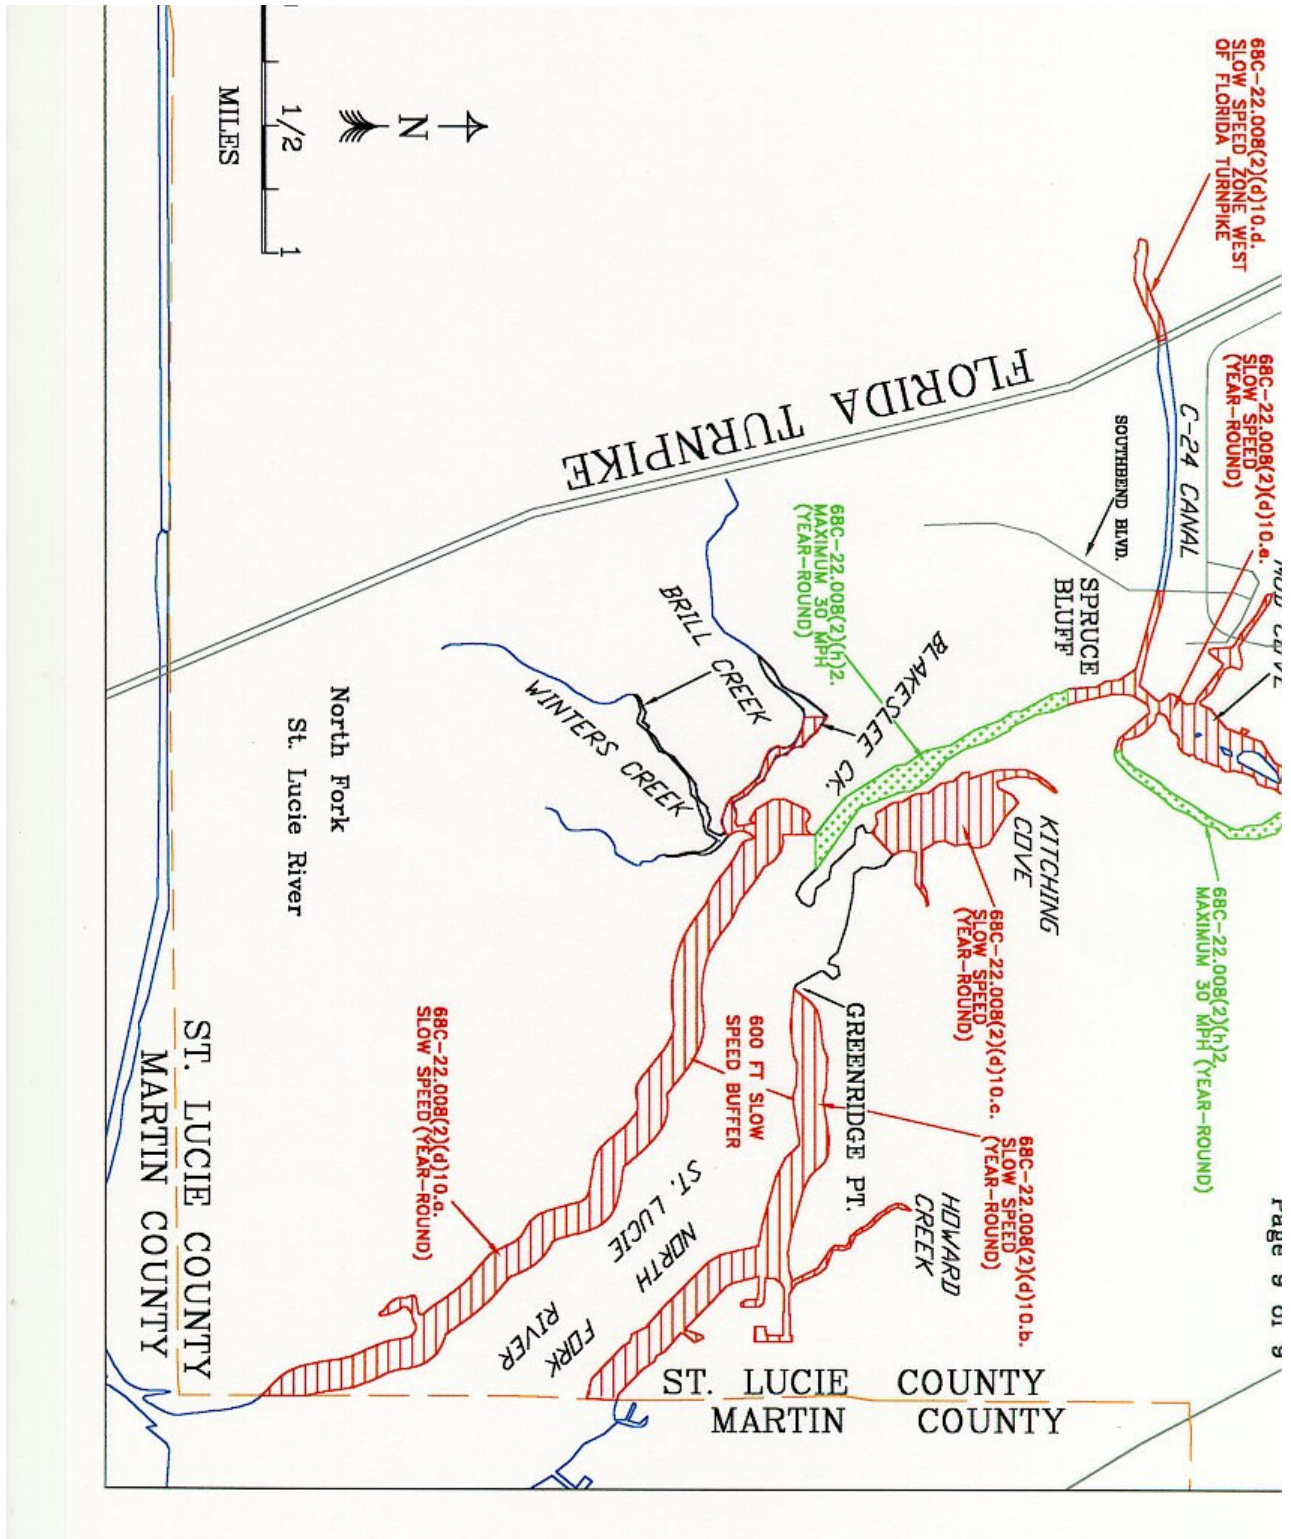 68C-22.008(2)(d)10.d.
SLOW SPEED ZONE WEST
OF FLORIDA TURNPIKE
68C-22.008(2)(d)10.a.
SLOW SPEED
(YEAR-ROUND)
C-24 CANAL
SOUTHBEND BLVD.
SPRUCE
BLUFF
FLORIDA TURNPIKE
N
1/2
1
MILES
68C-22.008(2)(h)2.
MAXIMUM 30 MPH
(YEAR-ROUND)
BLAKESLEE CK.
BRILL CREEK
WINTERS CREEK
KITCHING
COVE
68C-22.008(2)(h)2.
MAXIMUM 30 MPH (YEAR-ROUND)
68C-22.008(2)(d)10.c.
SLOW SPEED
(YEAR-ROUND)
North Fork
St. Lucie River
GREENRIDGE PT.
600 FT SLOW
SPEED BUFFER
68C-22.008(2)(d)10.b.
SLOW SPEED
(YEAR-ROUND)
HOWARD
CREEK
68C-22.008(2)(d)10.a.
SLOW SPEED (YEAR-ROUND)
NORTH FORK
ST. LUCIE RIVER
ST. LUCIE COUNTY
MARTIN COUNTY
ST. LUCIE COUNTY
MARTIN COUNTY
Page 9 of 9